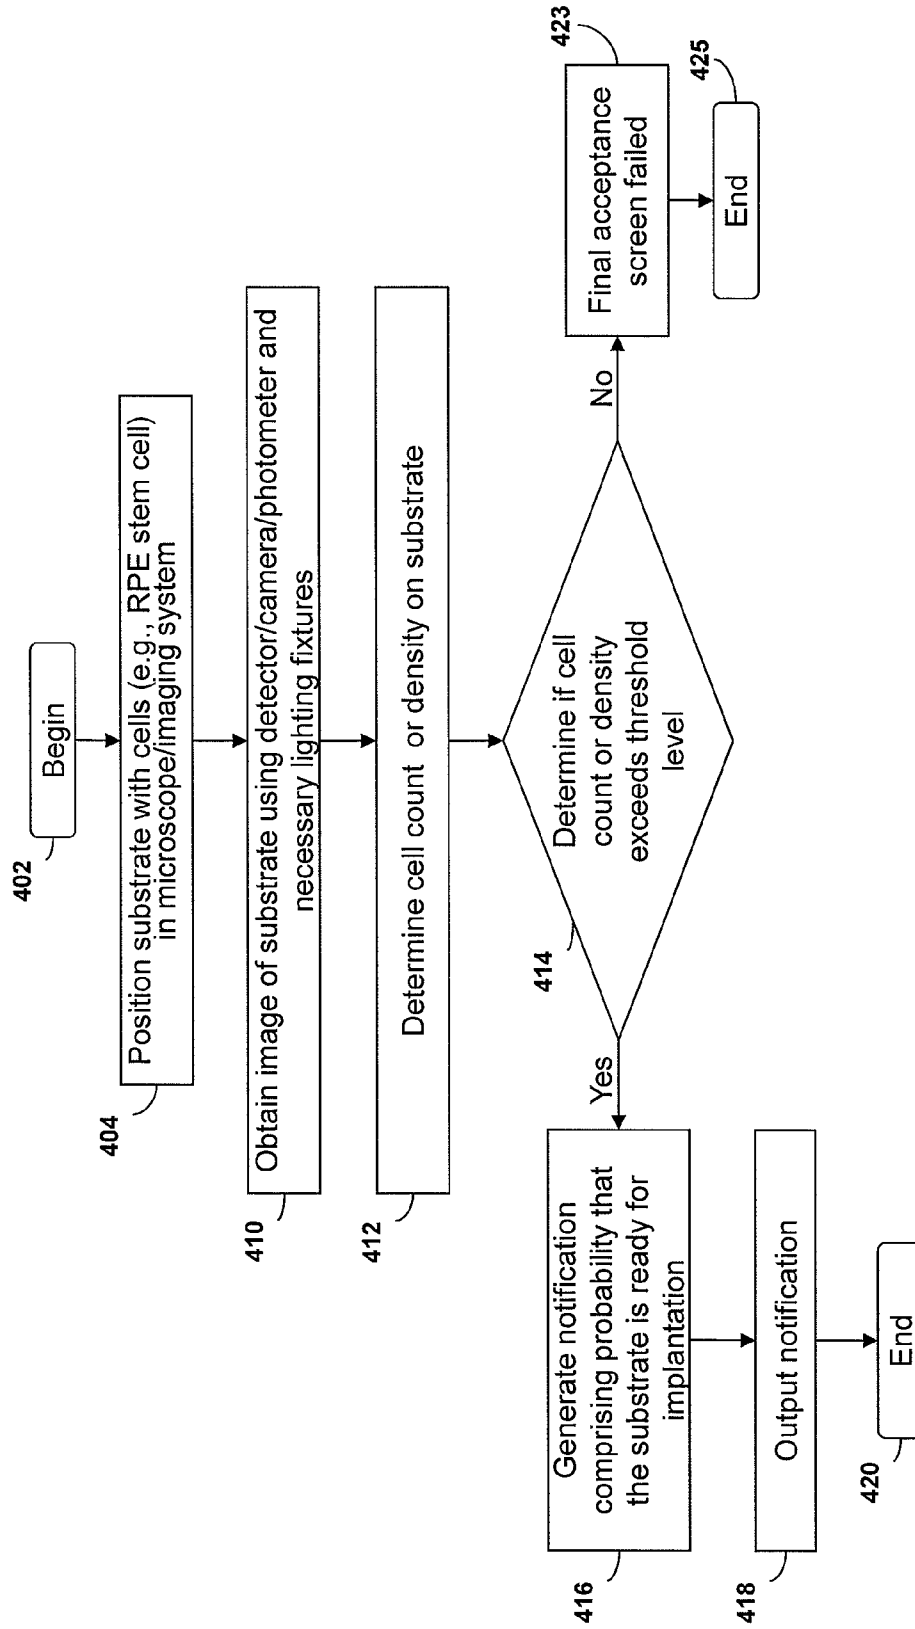 Begin
402
Position substrate with cells (e.g., RPE stem cell)
in microscope/imaging system
404
Obtain image of substrate using detector/camera/photometer and
necessary lighting fixtures
410
Determine cell count or density on substrate
412
Determine if cell
count or density
exceeds threshold
level
414
Yes
No
Generate notification
comprising probability that
the substrate is ready for
implantation
416
Output notification
418
End
420
Final acceptance
screen failed
423
End
425